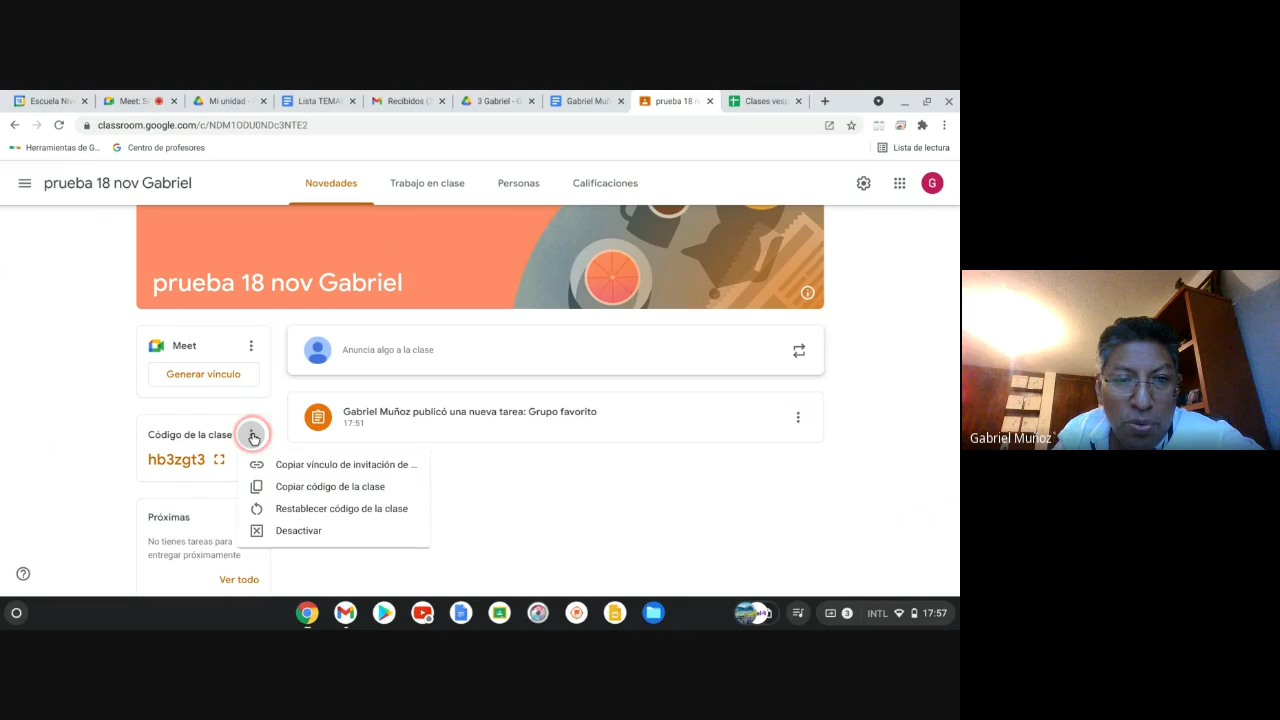 Escuela Niv
Meet: S
Mi unidad -
Lista TEMA
Recibidos (
3 Gabriel - G
Gabriel Muñ
prueba 18 n
Clases vesp
classroom.google.com/c/NDM1ODU0NDc3NTE2
Herramientas de G...
Centro de profesores
Lista de lectura
prueba 18 nov Gabriel
Novedades
Trabajo en clase
Personas
Calificaciones
G
prueba 18 nov Gabriel
Meet
Generar vínculo
Anuncia algo a la clase
Gabriel Muñoz publicó una nueva tarea: Grupo favorito
17:51
Código de la clase
hb3zgt3
Copiar vínculo de invitación de ...
Copiar código de la clase
Restablecer código de la clase
Desactivar
Próximas
No tienes tareas para
entregar próximamente
Ver todo
3
INTL
17:57
Gabriel Muñoz